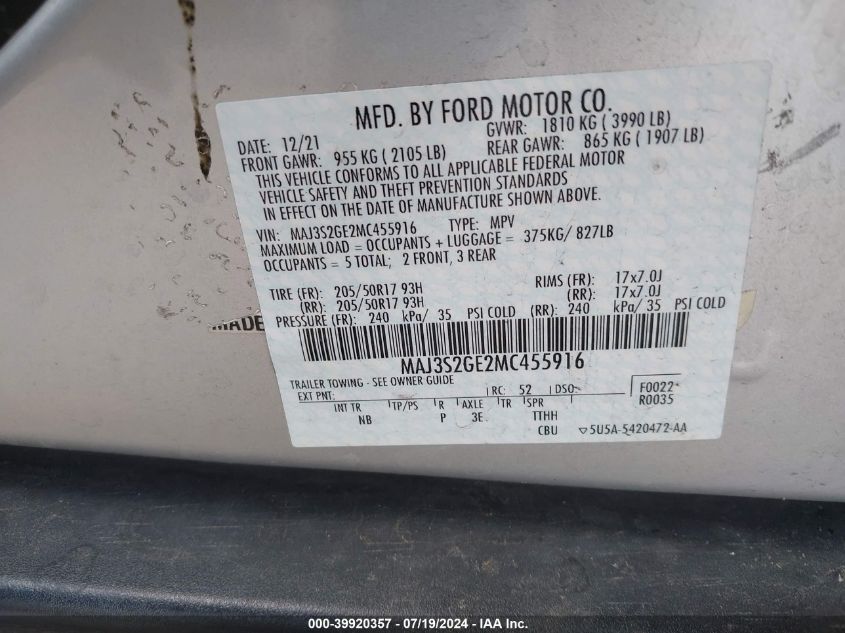 MFD. BY FORD MOTOR CO.
DATE: 12/21 GVWR: 1810 KG ( 3990 LB)
FRONT GAWR: 955 KG ( 2105 LB) REAR GAWR: 865 KG ( 1907 LB)
THIS VEHICLE CONFORMS TO ALL APPLICABLE FEDERAL MOTOR
VEHICLE SAFETY AND THEFT PREVENTION STANDARDS
IN EFFECT ON THE DATE OF MANUFACTURE SHOWN ABOVE.
VIN: MAJ3S2GE2MC455916 TYPE: MPV
MAXIMUM LOAD = OCCUPANTS + LUGGAGE = 375KG/ 827LB
OCCUPANTS = 5 TOTAL; 2 FRONT, 3 REAR
TIRE (FR): 205/50R17 93H RIMS (FR): 17x7.0J
(RR): 205/50R17 93H (RR): 17x7.0J
PRESSURE (FR): 240 kPa/ 35 PSI COLD (RR): 240 kPa/ 35 PSI COLD
MADE
MAJ3S2GE2MC455916
TRAILER TOWING - SEE OWNER GUIDE
EXT PNT: RC: 52 DSO: F0022
INT TR TP/PS R AXLE TR SPR R0035
NB P 3E TTHH
CBU 5U5A-5420472-AA
000-39920357 - 07/19/2024 - IAA Inc.